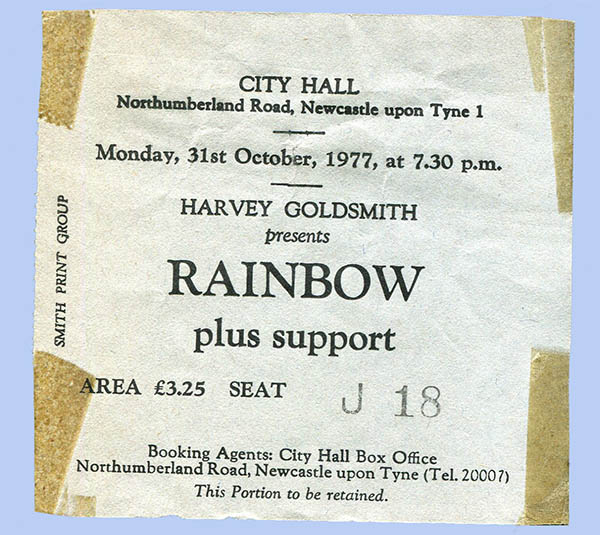 CITY HALL
Northumberland Road, Newcastle upon Tyne 1
Monday, 31st October, 1977, at 7.30 p.m.
HARVEY GOLDSMITH
presents
RAINBOW
plus support
AREA £3.25 SEAT J 18
Booking Agents: City Hall Box Office
Northumberland Road, Newcastle upon Tyne (Tel. 20007)
This Portion to be retained.
SMITH PRINT GROUP